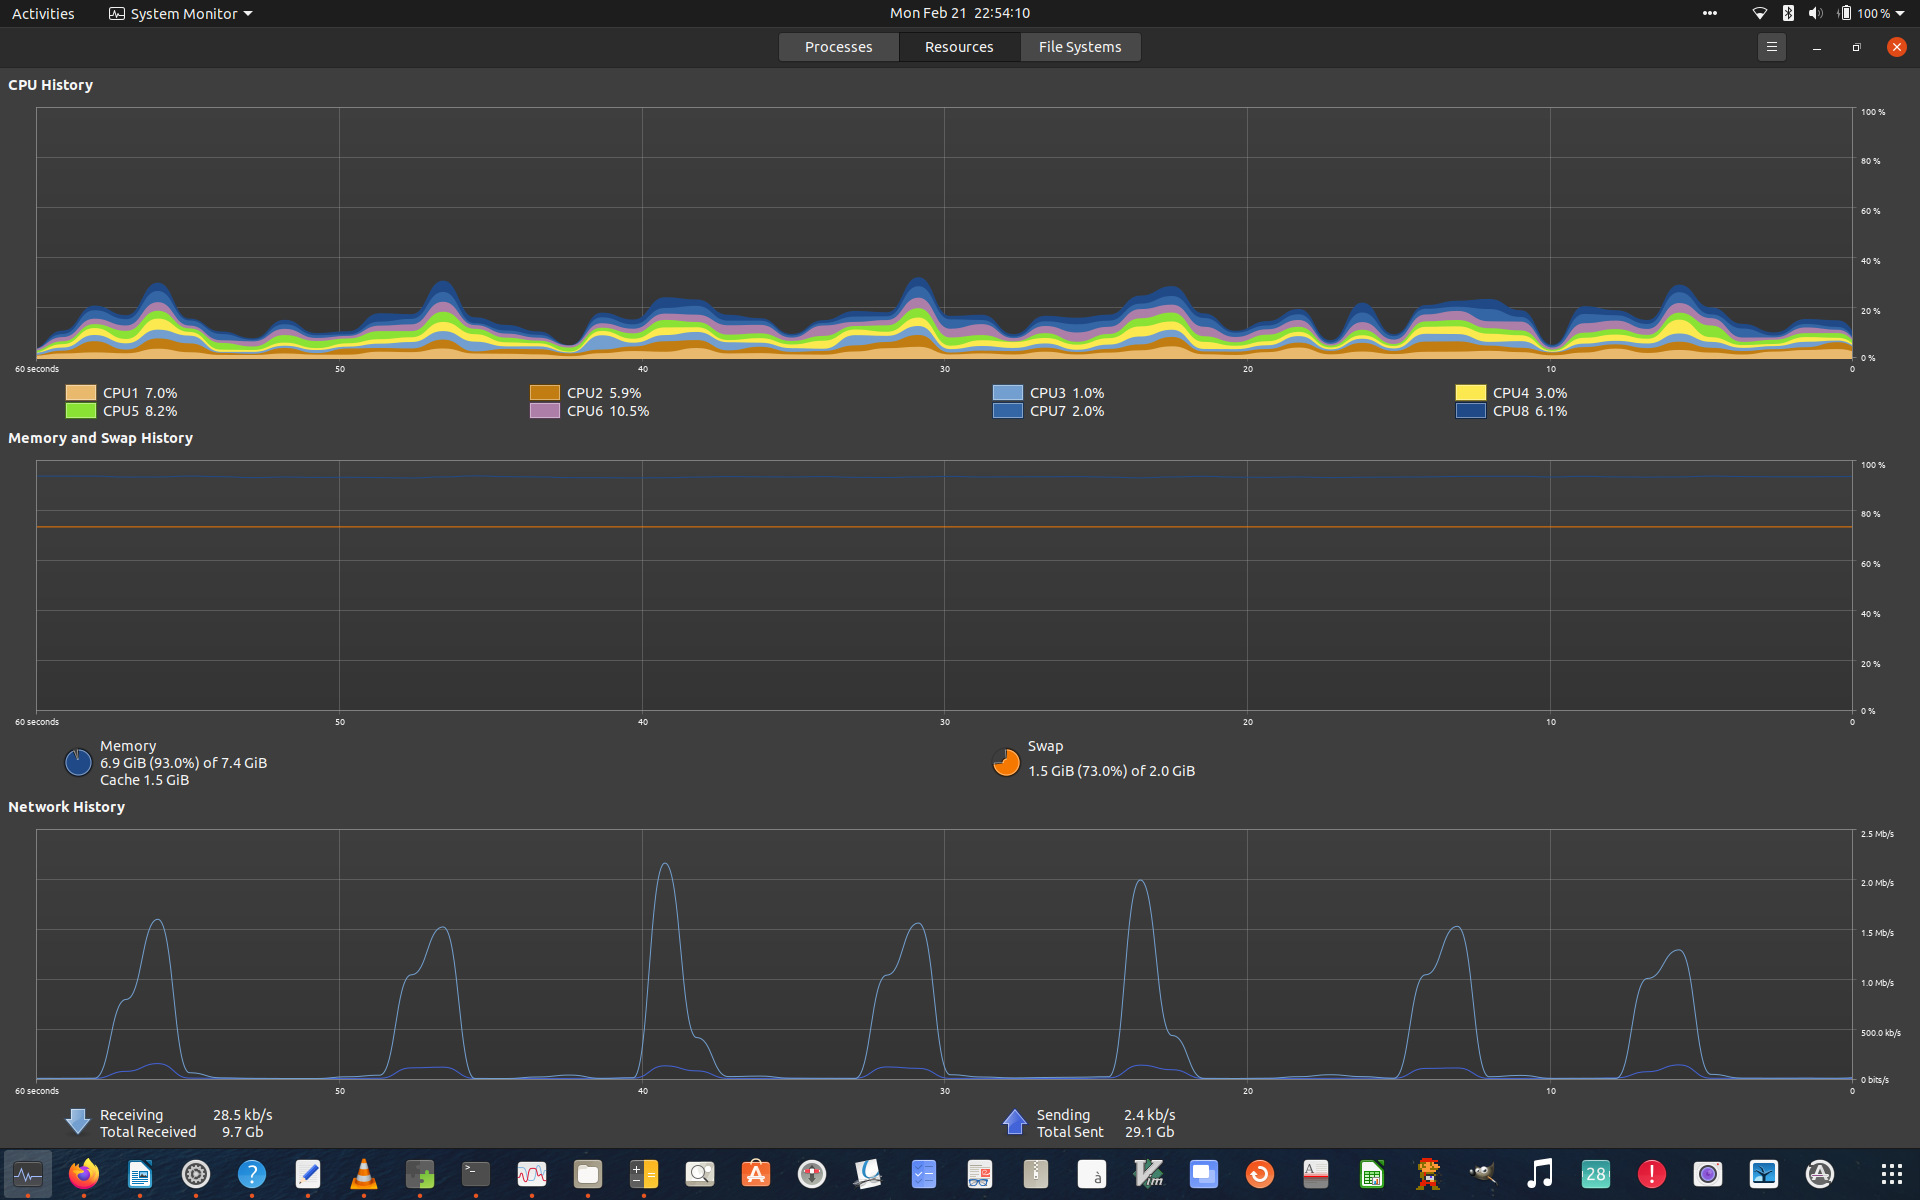 Activities System Monitor Mon Feb 21 22:54:10 100 %
Processes Resources File Systems
CPU History
100 %
80 %
60 %
40 %
20 %
0 %
60 seconds 50 40 30 20 10 0
CPU1 7.0% CPU2 5.9% CPU3 1.0% CPU4 3.0%
CPU5 8.2% CPU6 10.5% CPU7 2.0% CPU8 6.1%
Memory and Swap History
100 %
80 %
60 %
40 %
20 %
0 %
60 seconds 50 40 30 20 10 0
Memory
6.9 GiB (93.0%) of 7.4 GiB
Cache 1.5 GiB
Swap
1.5 GiB (73.0%) of 2.0 GiB
Network History
2.5 Mb/s
2.0 Mb/s
1.5 Mb/s
1.0 Mb/s
500.0 kb/s
0 bits/s
60 seconds 50 40 30 20 10 0
Receiving 28.5 kb/s
Total Received 9.7 Gb
Sending 2.4 kb/s
Total Sent 29.1 Gb
? >_ A à Vim A 28 !